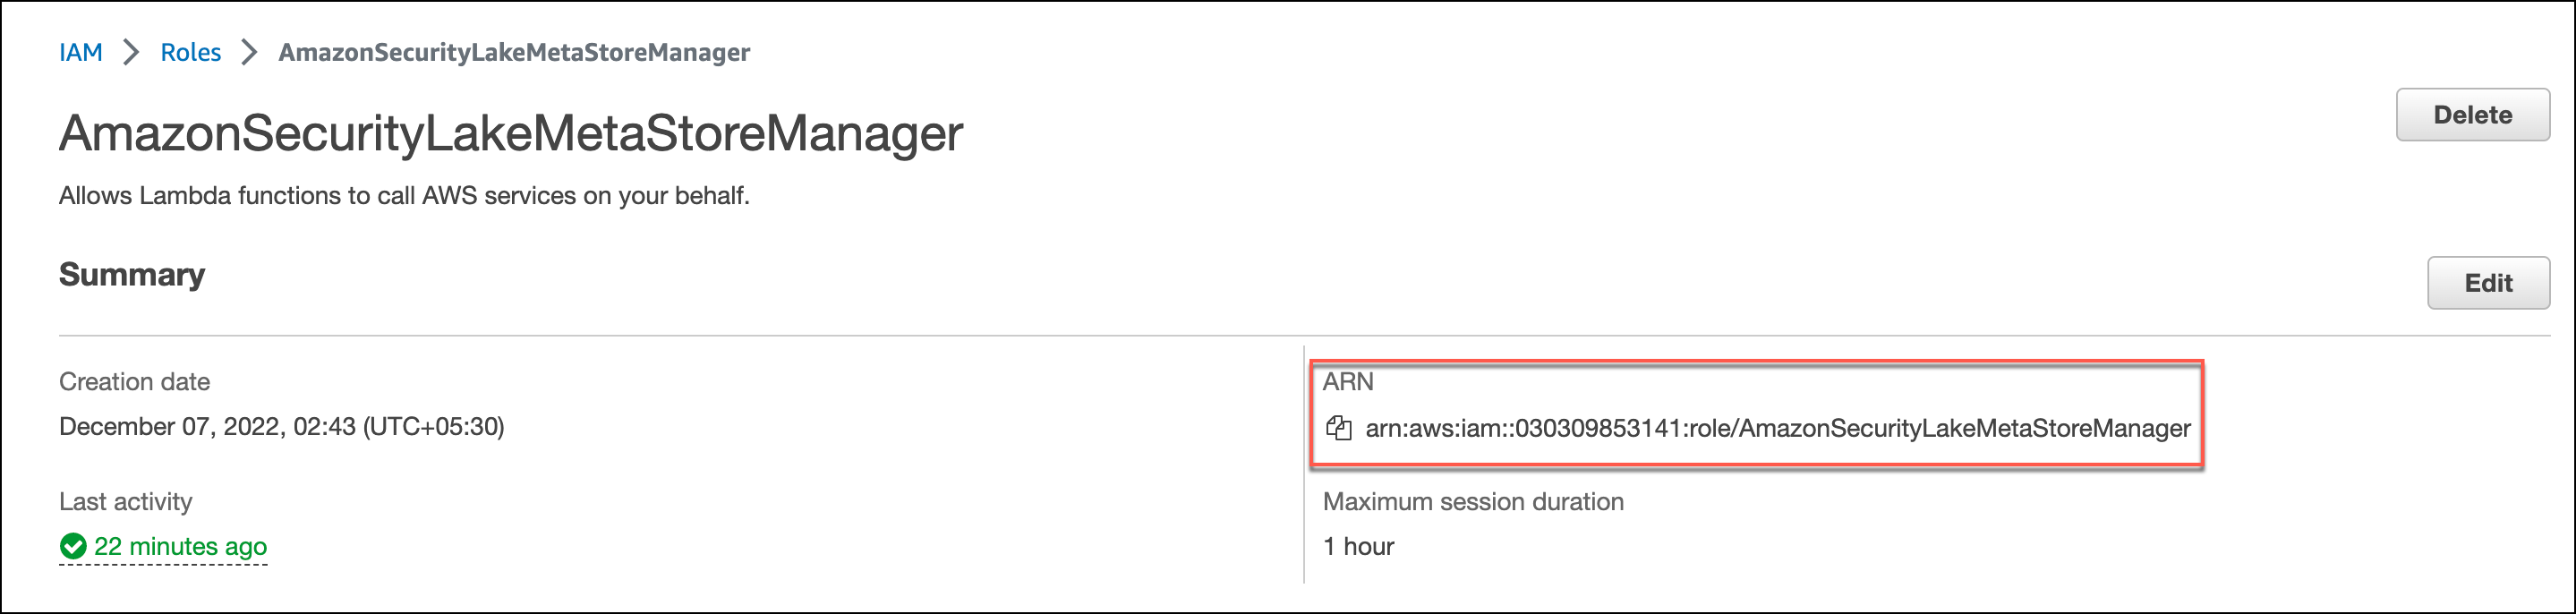 IAM > Roles > AmazonSecurityLakeMetaStoreManager
AmazonSecurityLakeMetaStoreManager
Delete
Allows Lambda functions to call AWS services on your behalf.
Summary
Edit
Creation date
December 07, 2022, 02:43 (UTC+05:30)
ARN
arn:aws:iam::030309853141:role/AmazonSecurityLakeMetaStoreManager
Last activity
22 minutes ago
Maximum session duration
1 hour